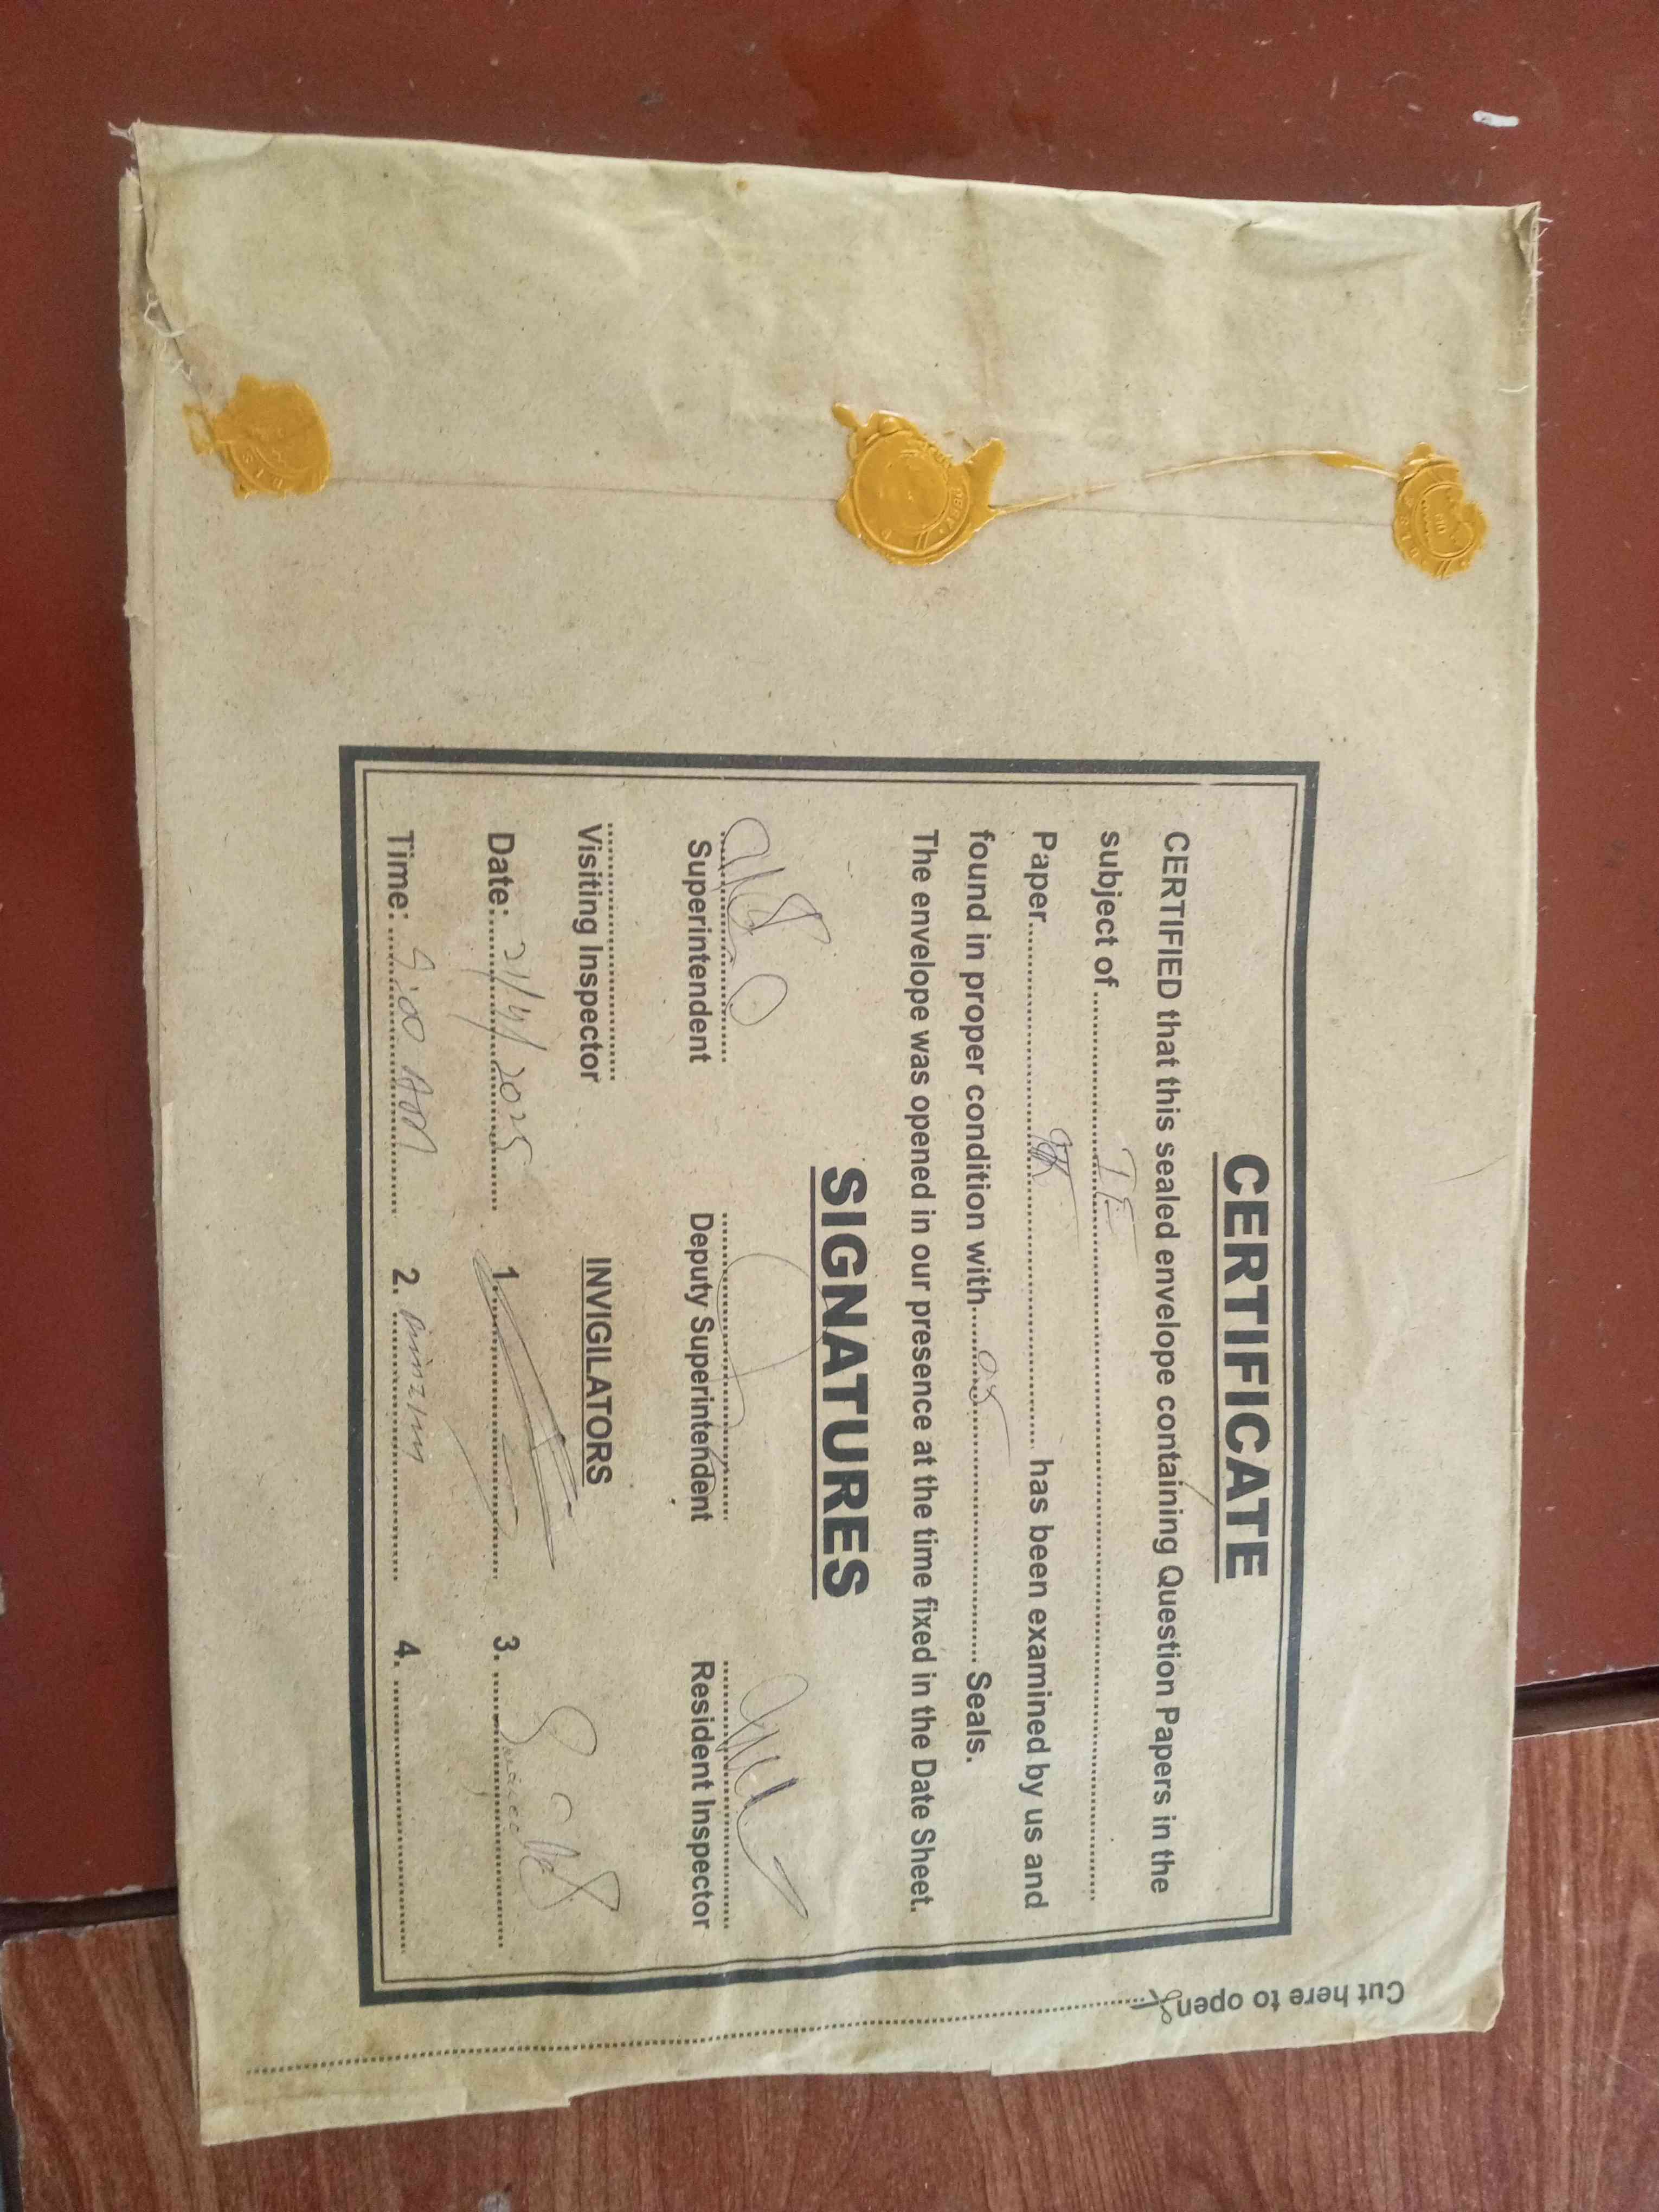 CERTIFICATE
CERTIFIED that this sealed envelope containing Question Papers in the
subject of .......... T E ..........
Paper.................... has been examined by us and
found in proper condition with.......... 05 .......... Seals.
The envelope was opened in our presence at the time fixed in the Date Sheet.
SIGNATURES
Superintendent Deputy Superintendent Resident Inspector
Visiting Inspector INVIGILATORS
Date: 21/4/2025 1. 3.
Time: 9:00 AM 2. 4.
Cut here to open